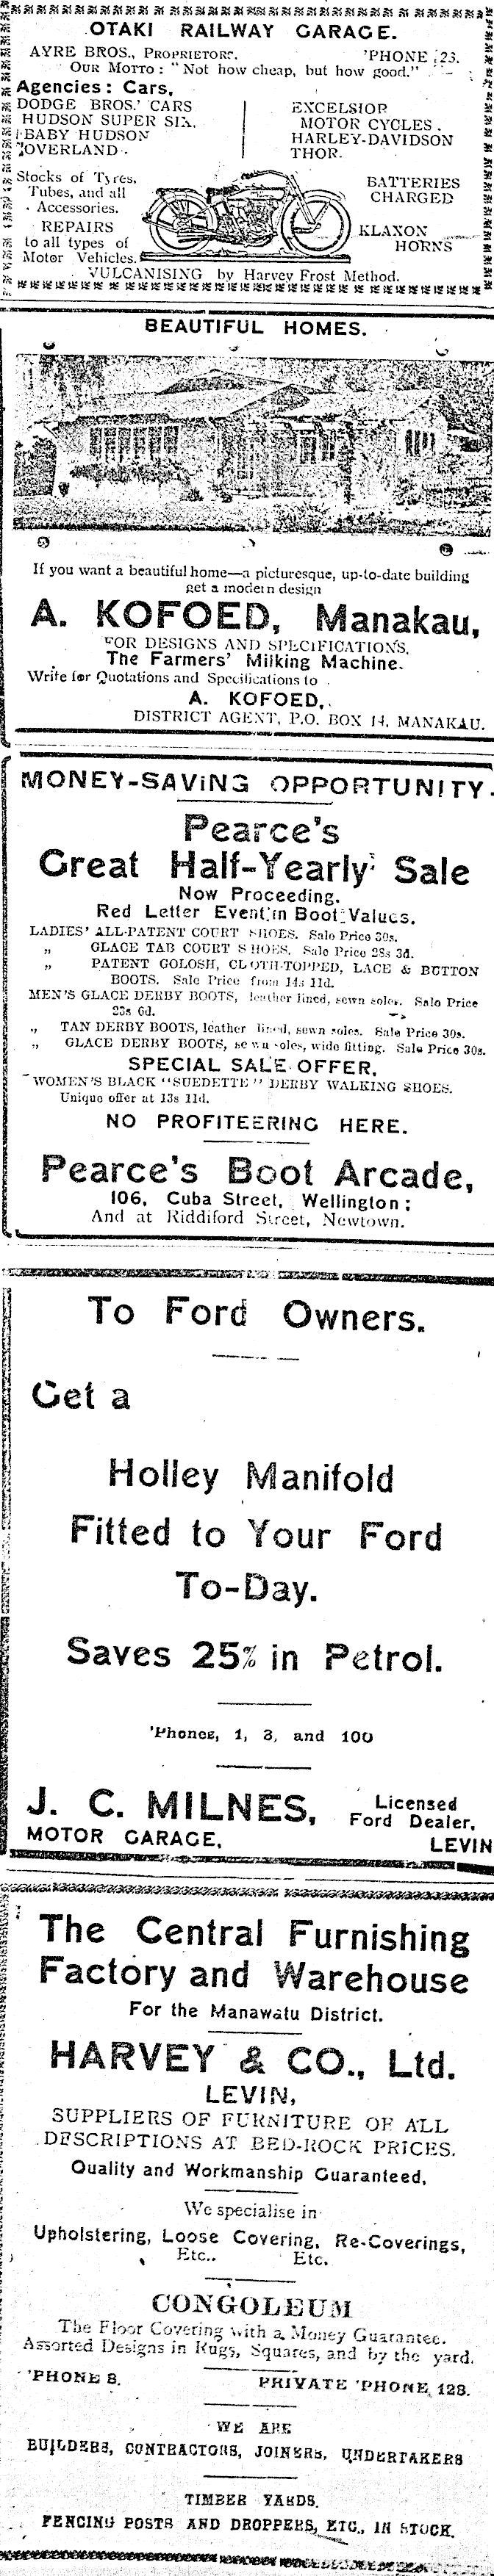 OTAKI RAILWAY GARAGE.
AYRE BROS., PROPRIETORS. 'PHONE 23.
OUR MOTTO: "Not how cheap, but how good."
Agencies: Cars,
DODGE BROS.' CARS
HUDSON SUPER SIX.
BABY HUDSON
OVERLAND
EXCELSIOR
MOTOR CYCLES.
HARLEY-DAVIDSON
THOR.
Stocks of Tyres,
Tubes, and all
Accessories.
REPAIRS
to all types of
Motor Vehicles.
BATTERIES
CHARGED
KLAXON
HORNS
VULCANISING by Harvey Frost Method.
BEAUTIFUL HOMES.
If you want a beautiful home—a picturesque, up-to-date building
get a modern design
A. KOFOED, Manakau,
FOR DESIGNS AND SPECIFICATIONS.
The Farmers' Milking Machine.
Write for Quotations and Specifications to
A. KOFOED,
DISTRICT AGENT, P.O. BOX 14, MANAKAU.
MONEY-SAVING OPPORTUNITY.
Pearce's
Great Half-Yearly Sale
Now Proceeding.
Red Letter Event in Boot Values.
LADIES' ALL-PATENT COURT SHOES. Sale Price 30s.
„ GLACE TAB COURT SHOES. Sale Price 28s 3d.
„ PATENT GOLOSH, CLOTH-TOPPED, LACE & BUTTON
BOOTS. Sale Price from 14s 11d.
MEN'S GLACE DERBY BOOTS, leather lined, sewn soles. Sale Price
23s 6d.
„ TAN DERBY BOOTS, leather lined, sewn soles. Sale Price 30s.
„ GLACE DERBY BOOTS, sewn soles, wide fitting. Sale Price 30s.
SPECIAL SALE OFFER.
WOMEN'S BLACK "SUEDETTE" DERBY WALKING SHOES.
Unique offer at 13s 11d.
NO PROFITEERING HERE.
Pearce's Boot Arcade,
106, Cuba Street, Wellington;
And at Riddiford Street, Newtown.
To Ford Owners.
Get a
Holley Manifold
Fitted to Your Ford
To-Day.
Saves 25% in Petrol.
'Phones, 1, 3, and 100
J. C. MILNES, Licensed
Ford Dealer,
MOTOR GARAGE, LEVIN
The Central Furnishing
Factory and Warehouse
For the Manawatu District.
HARVEY & CO., Ltd.
LEVIN,
SUPPLIERS OF FURNITURE OF ALL
DESCRIPTIONS AT BED-ROCK PRICES.
Quality and Workmanship Guaranteed,
We specialise in
Upholstering, Loose Covering, Re-Coverings,
Etc.. Etc.
CONGOLEUM
The Floor Covering with a Money Guarantee.
Assorted Designs in Rugs, Squares, and by the yard.
'PHONE 8. PRIVATE 'PHONE, 128.
WE ARE
BUILDERS, CONTRACTORS, JOINERS, UNDERTAKERS
TIMBER YARDS.
FENCING POSTS AND DROPPERS, ETC., IN STOCK.